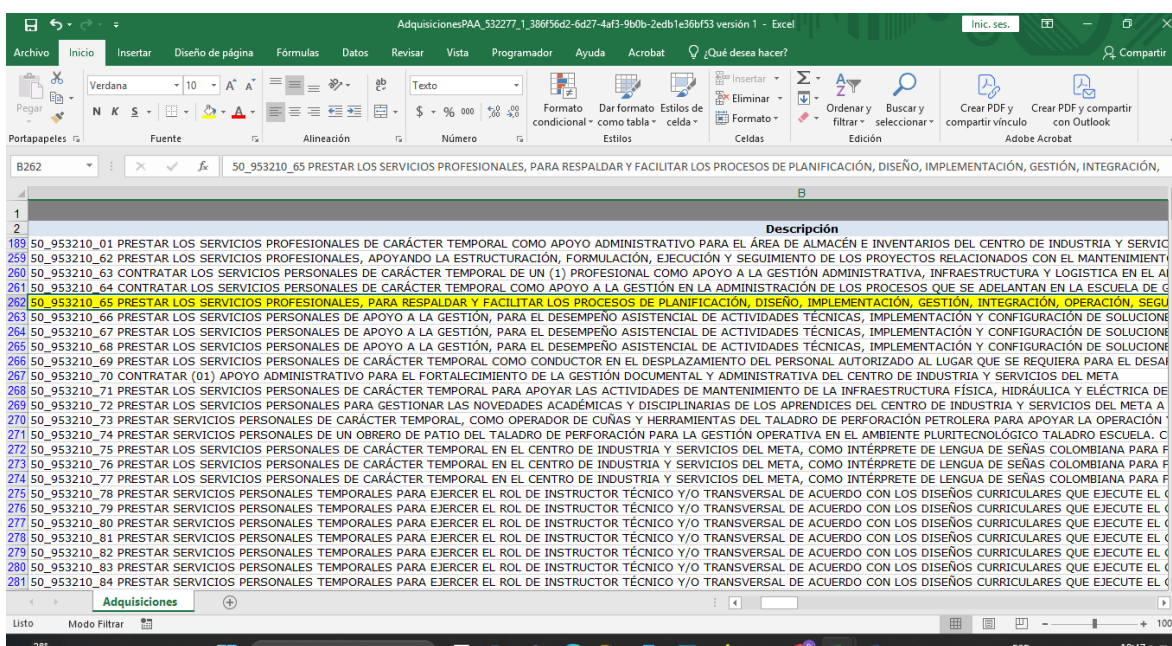 AdquisicionesPAA_532277_1_386f56d2-6d27-4af3-9b0b-2edb1e36bf53 versión 1 - Excel
Inic. ses.
Archivo Inicio Insertar Diseño de página Fórmulas Datos Revisar Vista Programador Ayuda Acrobat ¿Qué desea hacer? Compartir
Pegar
Verdana 10
N K S
Texto
$ % 000
Formato condicional
Dar formato como tabla
Estilos de celda
Insertar
Eliminar
Formato
Ordenar y filtrar
Buscar y seleccionar
Crear PDF y compartir vínculo
Crear PDF y compartir con Outlook
Portapapeles Fuente Alineación Número Estilos Celdas Edición Adobe Acrobat
B262 fx 50_953210_65 PRESTAR LOS SERVICIOS PROFESIONALES, PARA RESPALDAR Y FACILITAR LOS PROCESOS DE PLANIFICACIÓN, DISEÑO, IMPLEMENTACIÓN, GESTIÓN, INTEGRACIÓN,
B
1
2 Descripción
189 50_953210_01 PRESTAR LOS SERVICIOS PROFESIONALES DE CARÁCTER TEMPORAL COMO APOYO ADMINISTRATIVO PARA EL ÁREA DE ALMACÉN E INVENTARIOS DEL CENTRO DE INDUSTRIA Y SERVIC
259 50_953210_62 PRESTAR LOS SERVICIOS PROFESIONALES, APOYANDO LA ESTRUCTURACIÓN, FORMULACIÓN, EJECUCIÓN Y SEGUIMIENTO DE LOS PROYECTOS RELACIONADOS CON EL MANTENIMIENT
260 50_953210_63 CONTRATAR LOS SERVICIOS PERSONALES DE CARÁCTER TEMPORAL DE UN (1) PROFESIONAL COMO APOYO A LA GESTIÓN ADMINISTRATIVA, INFRAESTRUCTURA Y LOGISTICA EN EL
261 50_953210_64 CONTRATAR LOS SERVICIOS PERSONALES DE CARÁCTER TEMPORAL COMO APOYO A LA GESTIÓN EN LA ADMINISTRACIÓN DE LOS PROCESOS QUE SE ADELANTAN EN LA ESCUELA DE
262 50_953210_65 PRESTAR LOS SERVICIOS PROFESIONALES, PARA RESPALDAR Y FACILITAR LOS PROCESOS DE PLANIFICACIÓN, DISEÑO, IMPLEMENTACIÓN, GESTIÓN, INTEGRACIÓN, OPERACIÓN, SEGU
263 50_953210_66 PRESTAR LOS SERVICIOS PERSONALES DE APOYO A LA GESTIÓN, PARA EL DESEMPEÑO ASISTENCIAL DE ACTIVIDADES TÉCNICAS, IMPLEMENTACIÓN Y CONFIGURACIÓN DE SOLUCIONE
264 50_953210_67 PRESTAR LOS SERVICIOS PERSONALES DE APOYO A LA GESTIÓN, PARA EL DESEMPEÑO ASISTENCIAL DE ACTIVIDADES TÉCNICAS, IMPLEMENTACIÓN Y CONFIGURACIÓN DE SOLUCIONE
265 50_953210_68 PRESTAR LOS SERVICIOS PERSONALES DE APOYO A LA GESTIÓN, PARA EL DESEMPEÑO ASISTENCIAL DE ACTIVIDADES TÉCNICAS, IMPLEMENTACIÓN Y CONFIGURACIÓN DE SOLUCIONE
266 50_953210_69 PRESTAR LOS SERVICIOS PERSONALES DE CARÁCTER TEMPORAL COMO CONDUCTOR EN EL DESPLAZAMIENTO DEL PERSONAL AUTORIZADO AL LUGAR QUE SE REQUIERA PARA EL DESAR
267 50_953210_70 CONTRATAR (01) APOYO ADMINISTRATIVO PARA EL FORTALECIMIENTO DE LA GESTIÓN DOCUMENTAL Y ADMINISTRATIVA DEL CENTRO DE INDUSTRIA Y SERVICIOS DEL META
268 50_953210_71 PRESTAR LOS SERVICIOS PERSONALES DE CARÁCTER TEMPORAL PARA APOYAR LAS ACTIVIDADES DE MANTENIMIENTO DE LA INFRAESTRUCTURA FÍSICA, HIDRÁULICA Y ELÉCTRICA DE
269 50_953210_72 PRESTAR LOS SERVICIOS PERSONALES PARA GESTIONAR LAS NOVEDADES ACADÉMICAS Y DISCIPLINARIAS DE LOS APRENDICES DEL CENTRO DE INDUSTRIA Y SERVICIOS DEL META A
270 50_953210_73 PRESTAR LOS SERVICIOS PERSONALES DE CARÁCTER TEMPORAL, COMO OPERADOR DE CUÑAS Y HERRAMIENTAS DEL TALADRO DE PERFORACIÓN PETROLERA PARA APOYAR LA OPERACIÓN
271 50_953210_74 PRESTAR LOS SERVICIOS PERSONALES DE UN OBRERO DE PATIO DEL TALADRO DE PERFORACIÓN PARA LA GESTIÓN OPERATIVA EN EL AMBIENTE PLURITECNOLÓGICO TALADRO ESCUELA. C
272 50_953210_75 PRESTAR LOS SERVICIOS PERSONALES DE CARÁCTER TEMPORAL EN EL CENTRO DE INDUSTRIA Y SERVICIOS DEL META, COMO INTÉRPRETE DE LENGUA DE SEÑAS COLOMBIANA PARA F
273 50_953210_76 PRESTAR LOS SERVICIOS PERSONALES DE CARÁCTER TEMPORAL EN EL CENTRO DE INDUSTRIA Y SERVICIOS DEL META, COMO INTÉRPRETE DE LENGUA DE SEÑAS COLOMBIANA PARA F
274 50_953210_77 PRESTAR LOS SERVICIOS PERSONALES DE CARÁCTER TEMPORAL EN EL CENTRO DE INDUSTRIA Y SERVICIOS DEL META, COMO INTÉRPRETE DE LENGUA DE SEÑAS COLOMBIANA PARA F
275 50_953210_78 PRESTAR SERVICIOS PERSONALES TEMPORALES PARA EJERCER EL ROL DE INSTRUCTOR TÉCNICO Y/O TRANSVERSAL DE ACUERDO CON LOS DISEÑOS CURRICULARES QUE EJECUTE EL
276 50_953210_79 PRESTAR SERVICIOS PERSONALES TEMPORALES PARA EJERCER EL ROL DE INSTRUCTOR TÉCNICO Y/O TRANSVERSAL DE ACUERDO CON LOS DISEÑOS CURRICULARES QUE EJECUTE EL
277 50_953210_80 PRESTAR SERVICIOS PERSONALES TEMPORALES PARA EJERCER EL ROL DE INSTRUCTOR TÉCNICO Y/O TRANSVERSAL DE ACUERDO CON LOS DISEÑOS CURRICULARES QUE EJECUTE EL
278 50_953210_81 PRESTAR SERVICIOS PERSONALES TEMPORALES PARA EJERCER EL ROL DE INSTRUCTOR TÉCNICO Y/O TRANSVERSAL DE ACUERDO CON LOS DISEÑOS CURRICULARES QUE EJECUTE EL
279 50_953210_82 PRESTAR SERVICIOS PERSONALES TEMPORALES PARA EJERCER EL ROL DE INSTRUCTOR TÉCNICO Y/O TRANSVERSAL DE ACUERDO CON LOS DISEÑOS CURRICULARES QUE EJECUTE EL
280 50_953210_83 PRESTAR SERVICIOS PERSONALES TEMPORALES PARA EJERCER EL ROL DE INSTRUCTOR TÉCNICO Y/O TRANSVERSAL DE ACUERDO CON LOS DISEÑOS CURRICULARES QUE EJECUTE EL
281 50_953210_84 PRESTAR SERVICIOS PERSONALES TEMPORALES PARA EJERCER EL ROL DE INSTRUCTOR TÉCNICO Y/O TRANSVERSAL DE ACUERDO CON LOS DISEÑOS CURRICULARES QUE EJECUTE EL
Adquisiciones
Listo Modo Filtrar 100